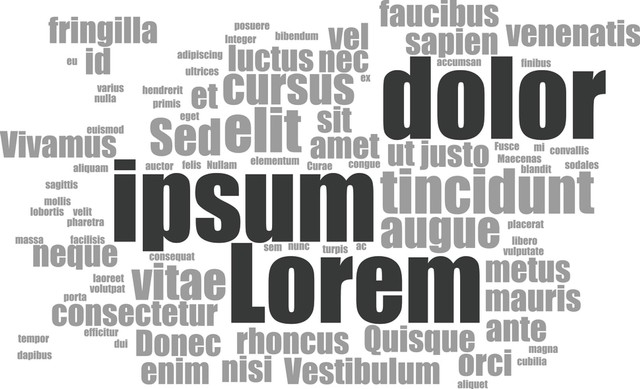 faucibus
fringilla
posuere
Integer
bibendum
vel
sapien
venenatis
eu
id
adipiscing
luctus
nec
accumsan
finibus
ultrices
ex
dolor
varius
nulla
hendrerit
primis
et
cursus
eget
euismod
Vivamus
Sed
elit
sit
amet
ut
justo
Fusce
mi
convallis
Maecenas
blandit
sodales
aliquam
auctor
felis
Nullam
elementum
Curae
congue
ipsum
tincidunt
sagittis
mollis
lobortis
velit
pharetra
augue
placerat
massa
facilisis
neque
consequat
sem
nunc
turpis
ac
libero
vulputate
Lorem
metus
laoreet
volutpat
vitae
porta
mauris
consectetur
efficitur
dui
tempor
dapibus
Donec
rhoncus
Quisque
ante
magna
cubilia
enim
nisi
Vestibulum
orci
aliquet